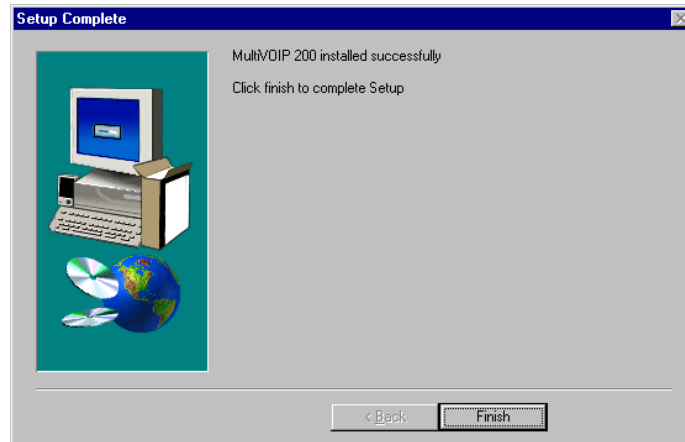 Setup Complete
MultiVOIP 200 installed successfully
Click finish to complete Setup
< Back
Finish